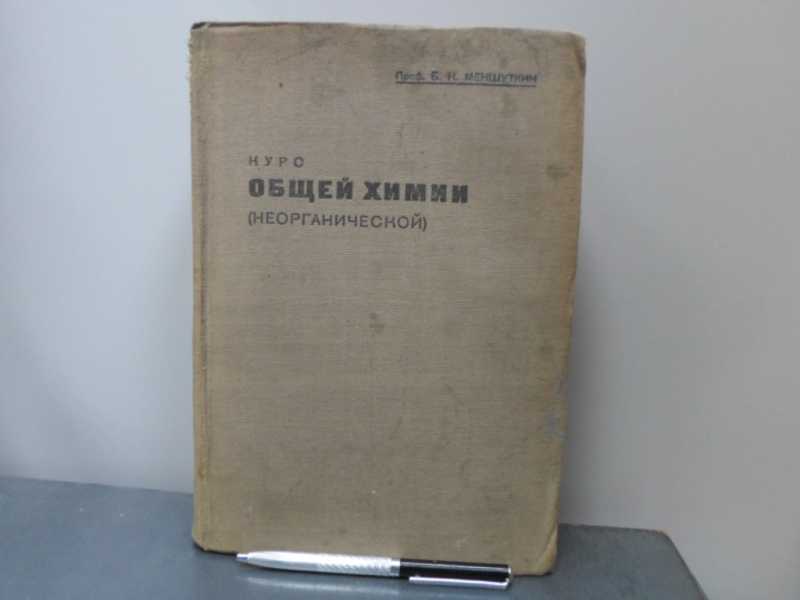 Проф. Б. Н. МЕНШУТКИН
КУРС
ОБЩЕЙ ХИМИИ
(НЕОРГАНИЧЕСКОЙ)